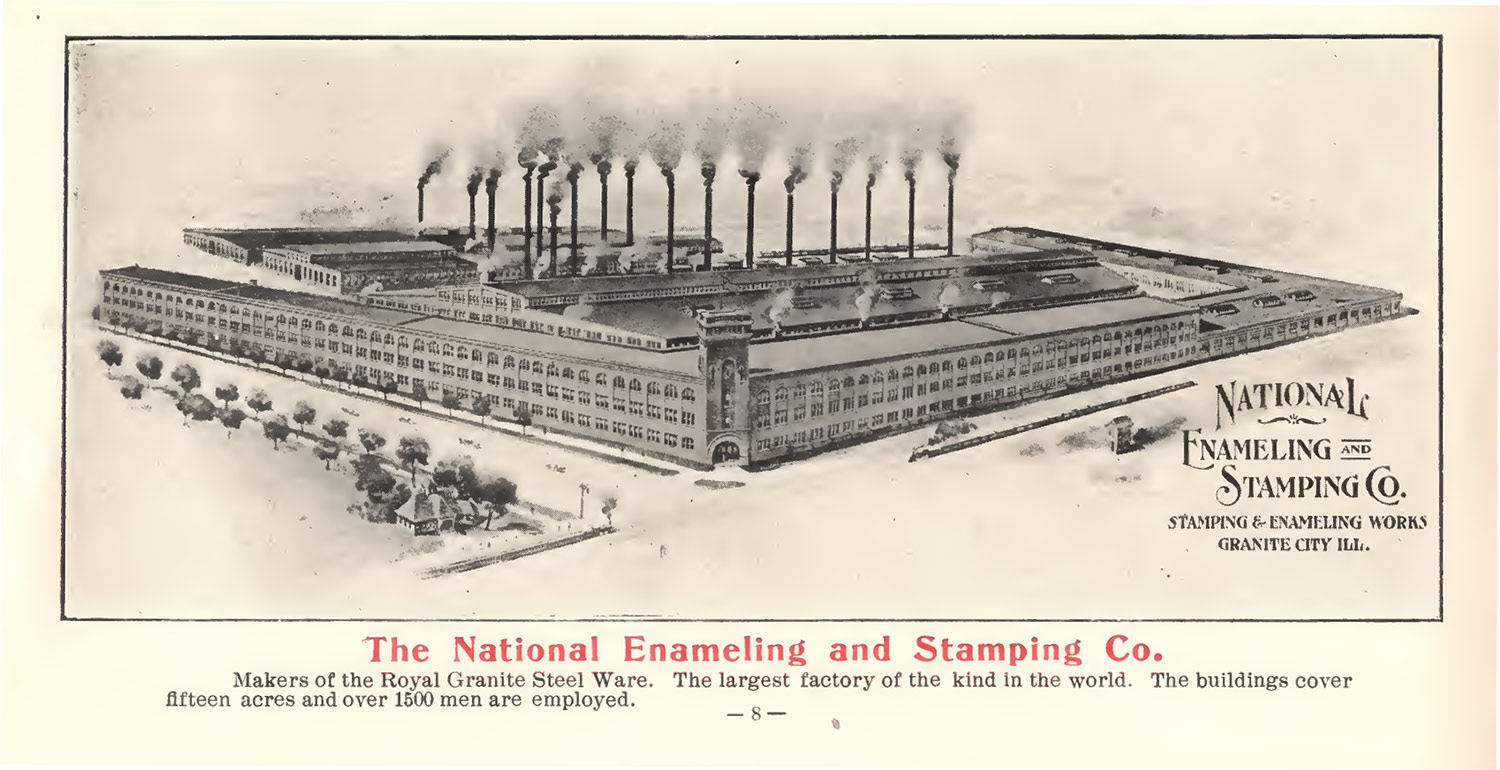 NATIONAL
ENAMELING AND
STAMPING CO.
STAMPING & ENAMELING WORKS
GRANITE CITY ILL.
The National Enameling and Stamping Co.
Makers of the Royal Granite Steel Ware. The largest factory of the kind in the world. The buildings cover
fifteen acres and over 1500 men are employed.
— 8 —